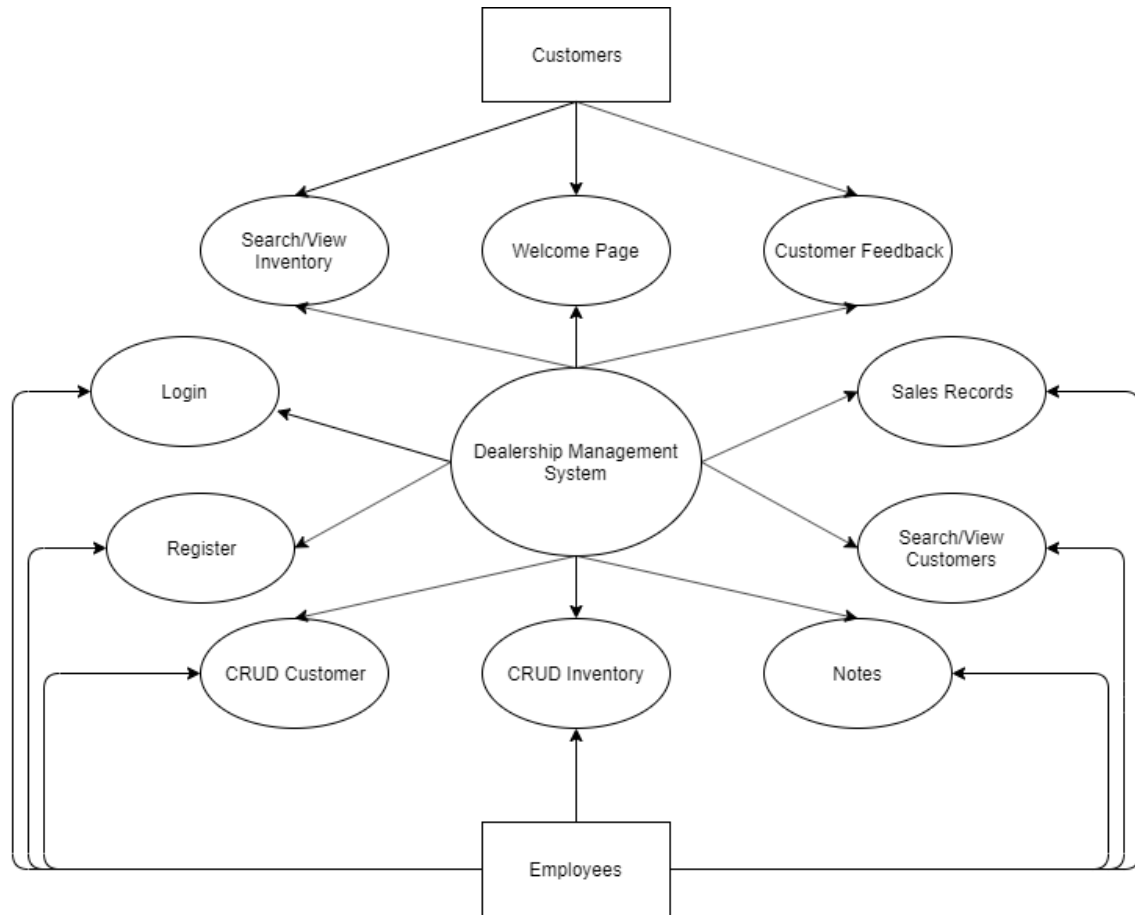 Customers
Search/View
Inventory
Welcome Page
Customer Feedback
Login
Dealership Management
System
Sales Records
Register
Search/View
Customers
CRUD Customer
CRUD Inventory
Notes
Employees